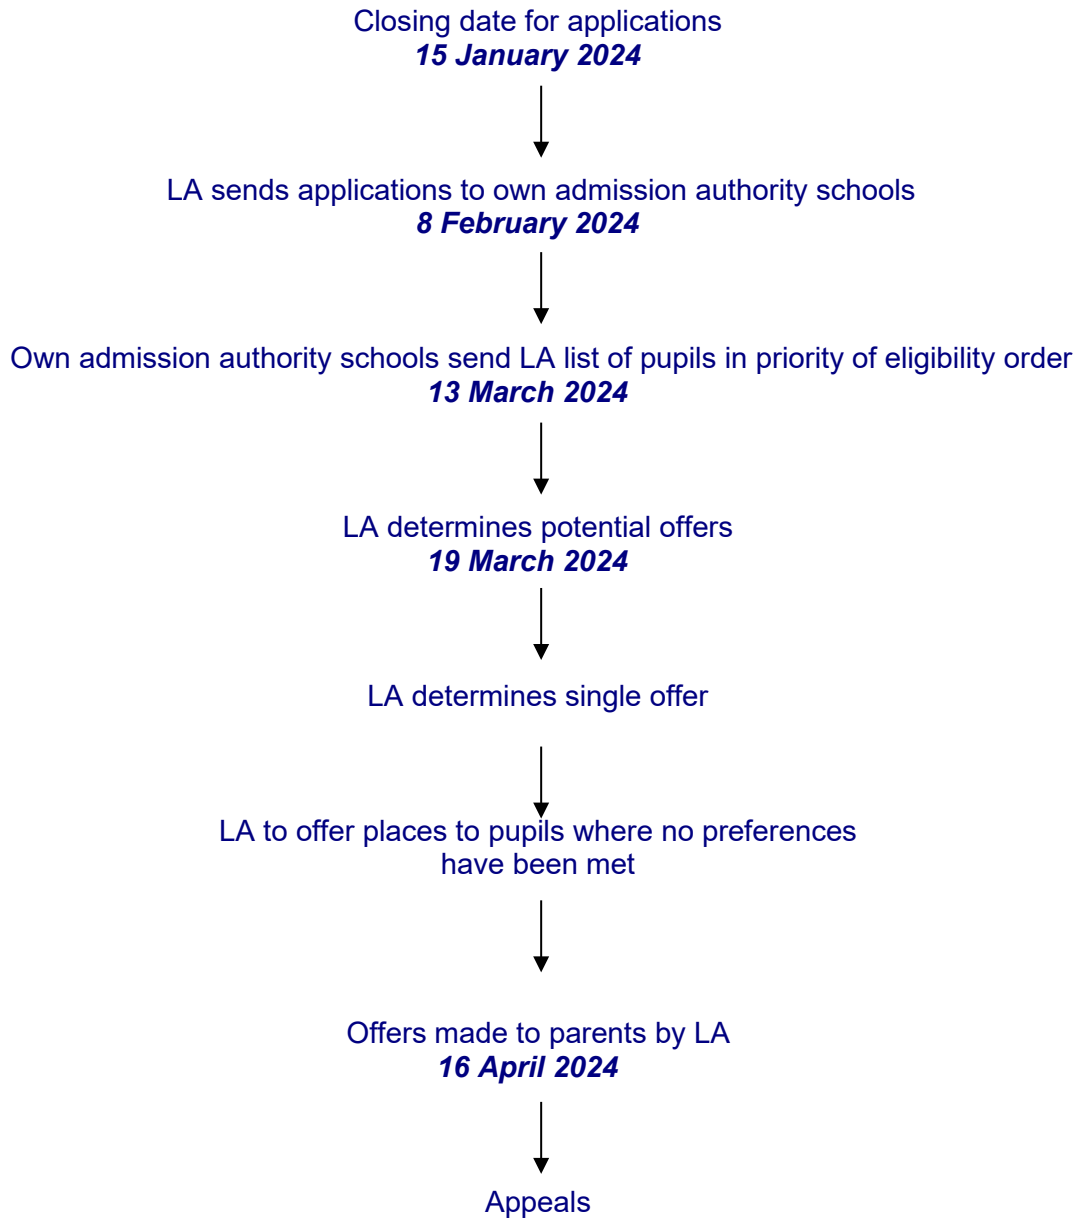 Closing date for applications
15 January 2024
LA sends applications to own admission authority schools
8 February 2024
Own admission authority schools send LA list of pupils in priority of eligibility order
13 March 2024
LA determines potential offers
19 March 2024
LA determines single offer
LA to offer places to pupils where no preferences
have been met
Offers made to parents by LA
16 April 2024
Appeals